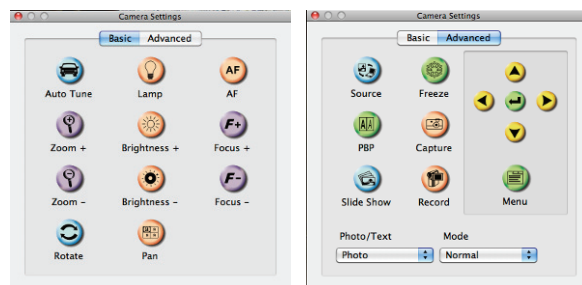 Camera Settings
Basic Advanced
AF
Auto Tune Lamp AF
F+
Zoom + Brightness + Focus +
F-
Zoom - Brightness - Focus -
Rotate Pan
Camera Settings
Basic Advanced
Source Freeze
A A
PBP Capture
Slide Show Record Menu
Photo/Text Mode
Photo Normal